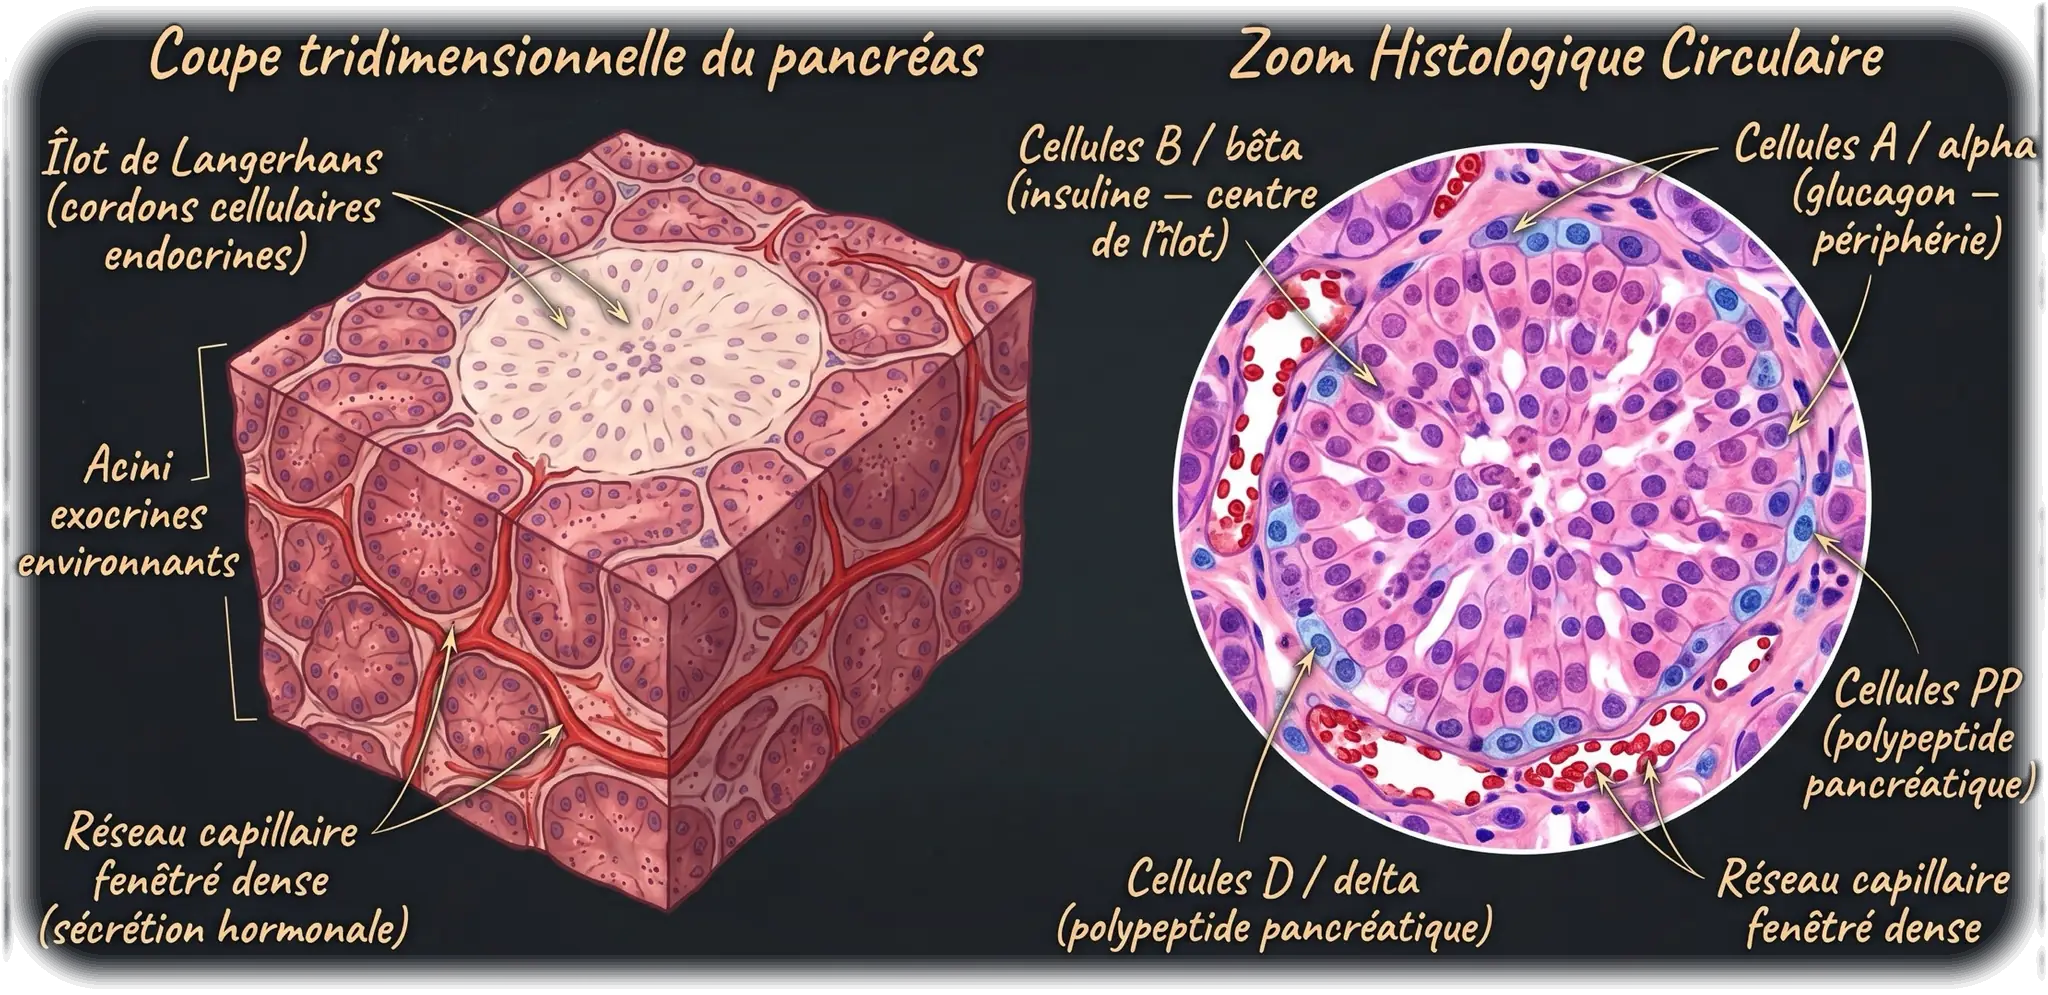 Coupe tridimensionnelle du pancréas
Îlot de Langerhans
(cordons cellulaires
endocrines)
Acini
exocrines
environnants
Réseau capillaire
fenêtré dense
(sécrétion hormonale)
Zoom Histologique Circulaire
Cellules B / bêta
(insuline — centre
de l'îlot)
Cellules A / alpha
(glucagon —
périphérie)
Cellules PP
(polypeptide
pancréatique)
Cellules D / delta
(polypeptide pancréatique)
Réseau capillaire
fenêtré dense